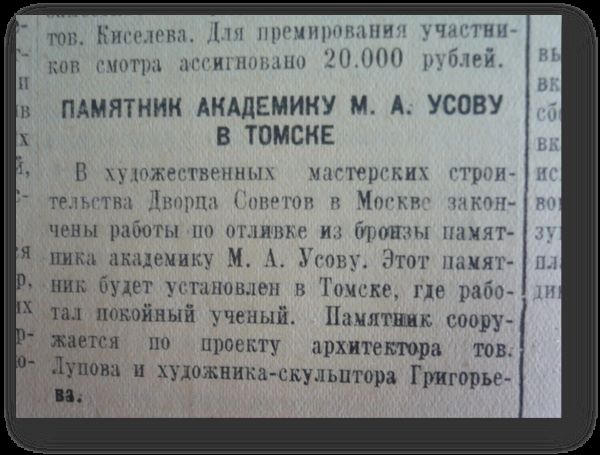 тов. Киселева. Для премирования участни-
ков смотра ассигновано 20.000 рублей.
ПАМЯТНИК АКАДЕМИКУ М. А. УСОВУ
В ТОМСКЕ
В художественных мастерских строи-
тельства Дворца Советов в Москве закон-
чены работы по отливке из бронзы памят-
ника академику М. А. Усову. Этот памят-
ник будет установлен в Томске, где рабо-
тал покойный ученый. Памятник соору-
жается по проекту архитектора тов.
Лупова и художника-скульптора Григорье-
ва.